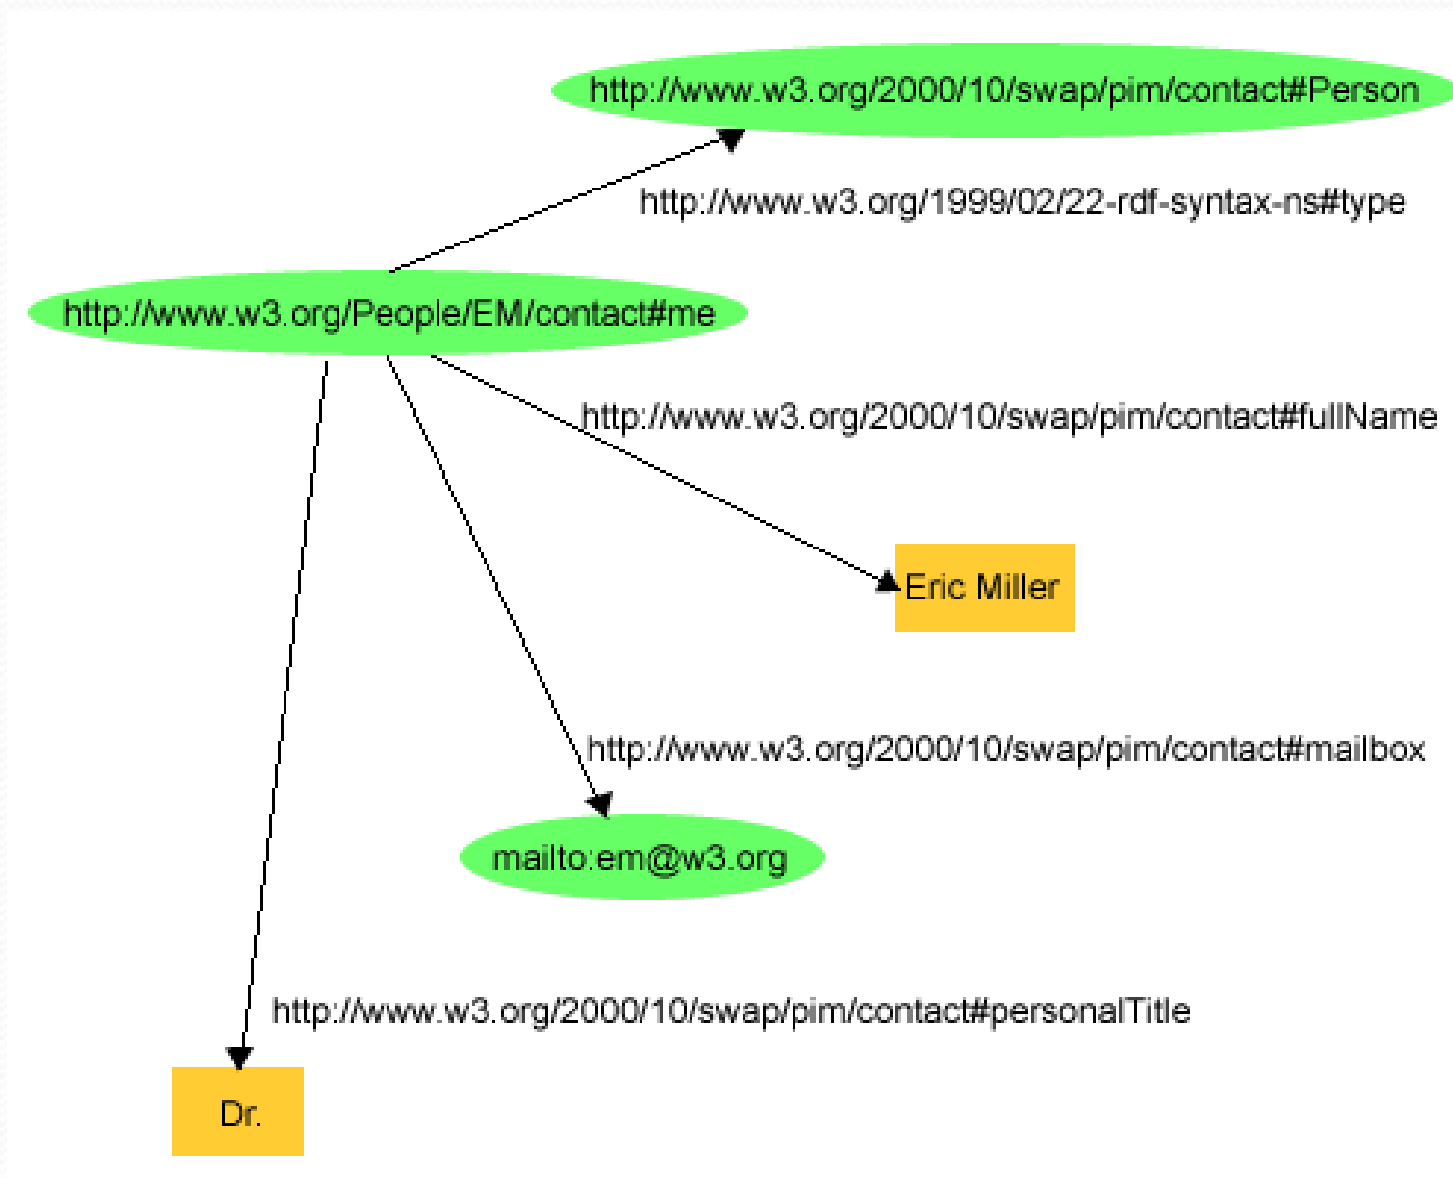 http://www.w3.org/2000/10/swap/pim/contact#Person
http://www.w3.org/1999/02/22-rdf-syntax-ns#type
http://www.w3.org/People/EM/contact#me
http://www.w3.org/2000/10/swap/pim/contact#fullName
Eric Miller
http://www.w3.org/2000/10/swap/pim/contact#mailbox
mailto:em@w3.org
http://www.w3.org/2000/10/swap/pim/contact#personalTitle
Dr.